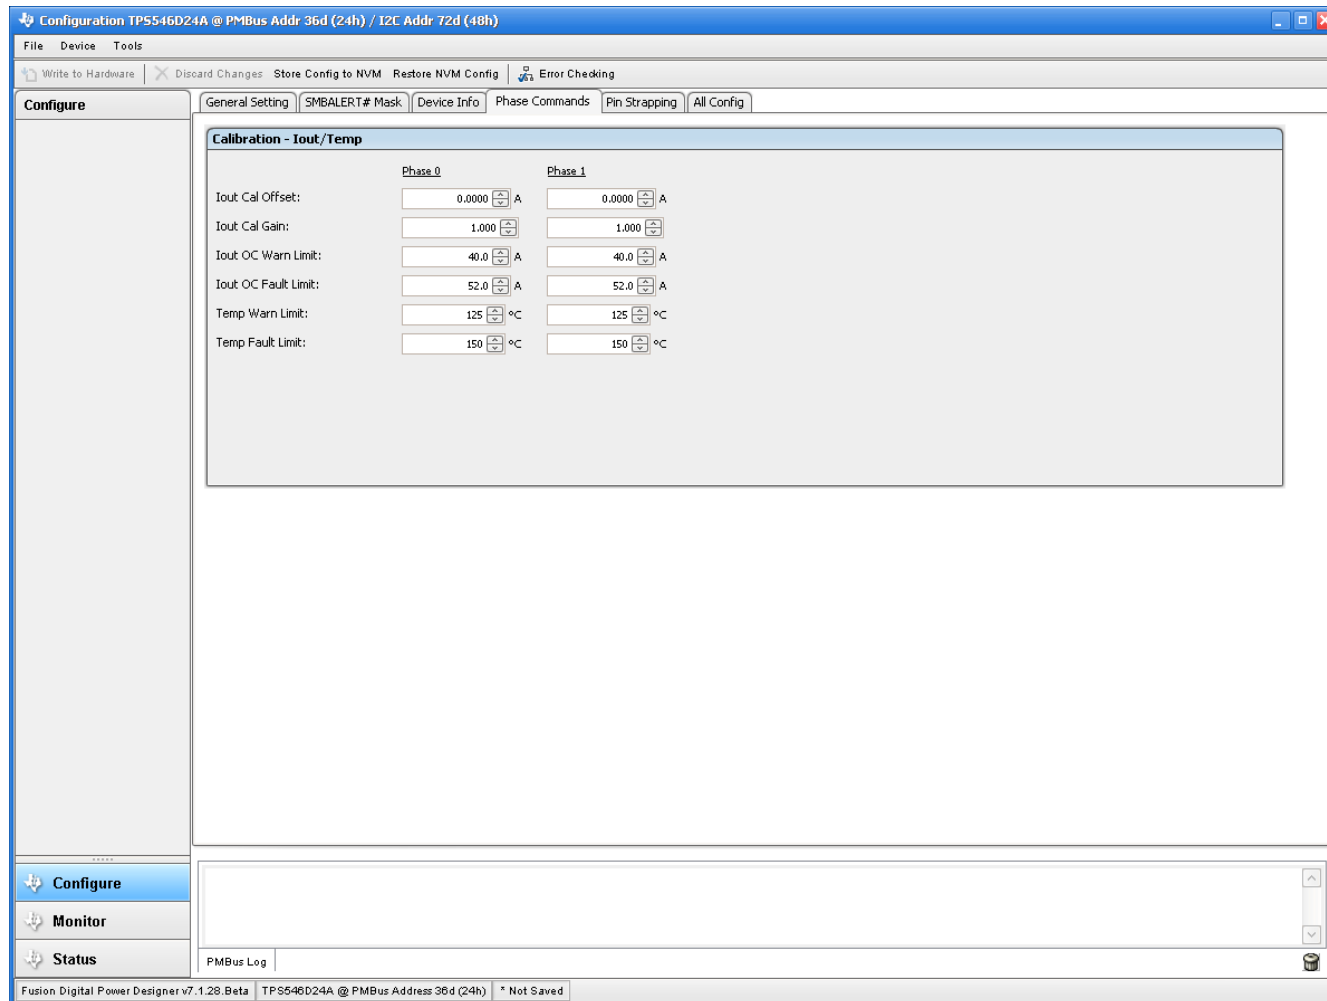 Configuration TPS546D24A @ PMBus Addr 36d (24h) / I2C Addr 72d (48h)
File Device Tools
Write to Hardware Discard Changes Store Config to NVM Restore NVM Config Error Checking
Configure
General Setting SMBALERT# Mask Device Info Phase Commands Pin Strapping All Config
Calibration - Iout/Temp
Phase 0 Phase 1
Iout Cal Offset: 0.0000 A 0.0000 A
Iout Cal Gain: 1.000 1.000
Iout OC Warn Limit: 40.0 A 40.0 A
Iout OC Fault Limit: 52.0 A 52.0 A
Temp Warn Limit: 125 °C 125 °C
Temp Fault Limit: 150 °C 150 °C
Configure
Monitor
Status
PMBus Log
Fusion Digital Power Designer v7.1.28.Beta TPS546D24A @ PMBus Address 36d (24h) * Not Saved